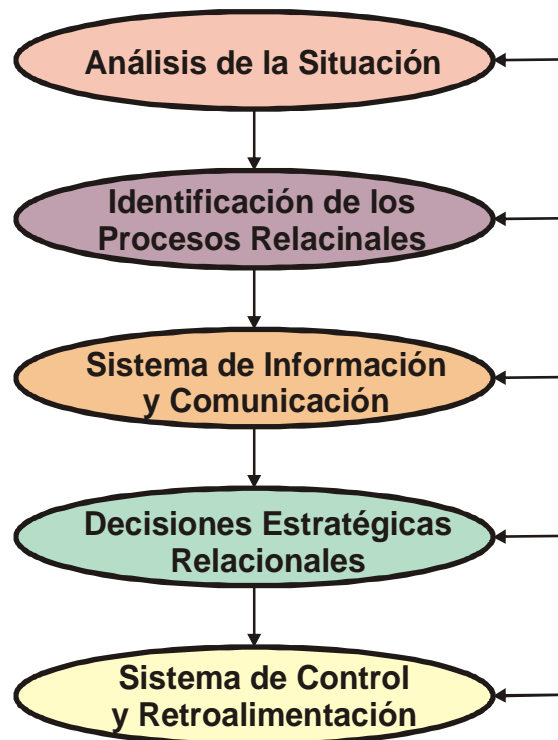 Análisis de la Situación
Identificación de los
Procesos Relacinales
Sistema de Información
y Comunicación
Decisiones Estratégicas
Relacionales
Sistema de Control
y Retroalimentación